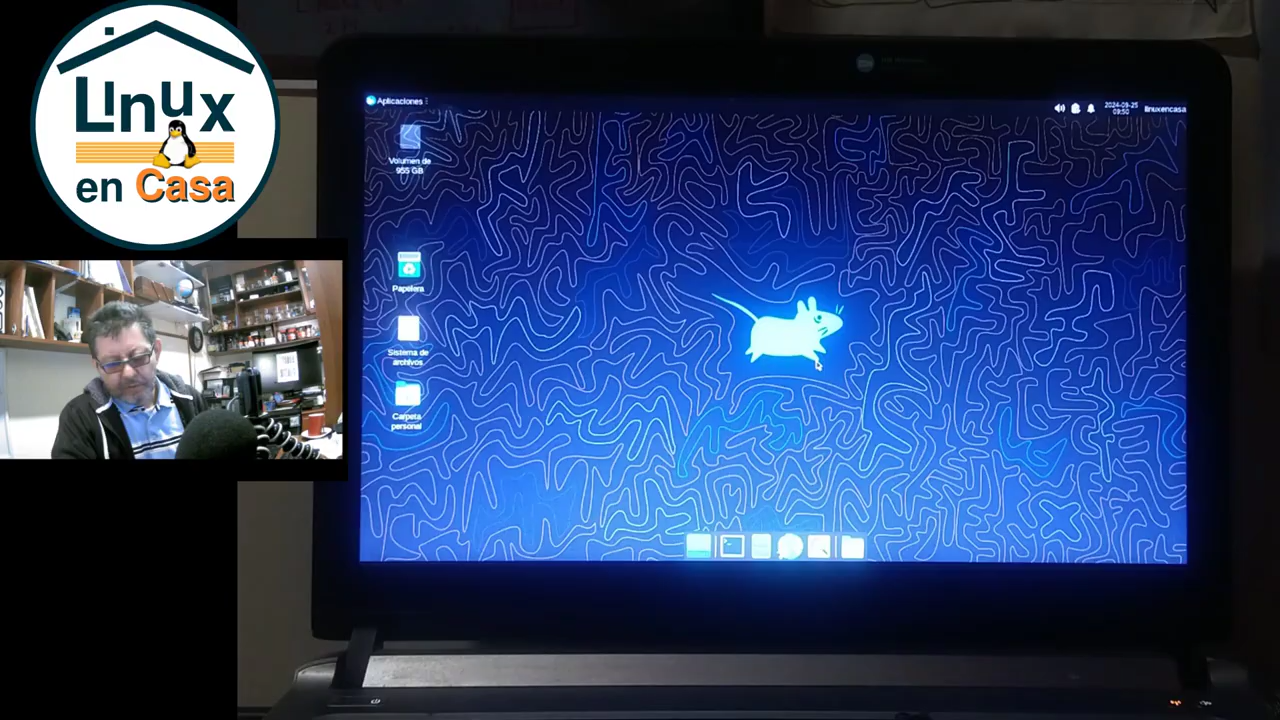 Linux
en Casa
Aplicaciones
2024-09-25
09:50
linuxencasa
Volumen de
955 GB
Papelera
Sistema de
archivos
Carpeta
personal